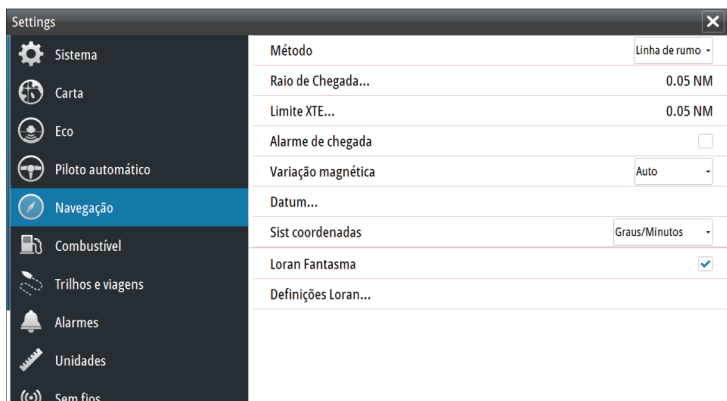 Settings
Sistema
Carta
Eco
Piloto automático
Navegação
Combustível
Trilhos e viagens
Alarmes
Unidades
Sem fios
Método Linha de rumo
Raio de Chegada... 0.05 NM
Limite XTE... 0.05 NM
Alarme de chegada
Variação magnética Auto
Datum...
Sist coordenadas Graus/Minutos
Loran Fantasma
Definições Loran...